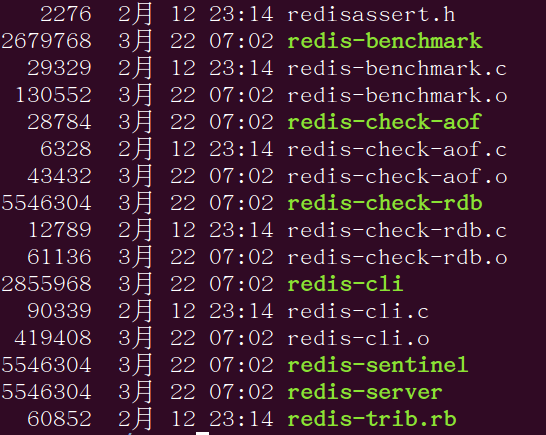 2276 2月 12 23:14 redisassert.h
2679768 3月 22 07:02 redis-benchmark
29329 2月 12 23:14 redis-benchmark.c
130552 3月 22 07:02 redis-benchmark.o
28784 3月 22 07:02 redis-check-aof
6328 2月 12 23:14 redis-check-aof.c
43432 3月 22 07:02 redis-check-aof.o
5546304 3月 22 07:02 redis-check-rdb
12789 2月 12 23:14 redis-check-rdb.c
61136 3月 22 07:02 redis-check-rdb.o
2855968 3月 22 07:02 redis-cli
90339 2月 12 23:14 redis-cli.c
419408 3月 22 07:02 redis-cli.o
5546304 3月 22 07:02 redis-sentinel
5546304 3月 22 07:02 redis-server
60852 2月 12 23:14 redis-trib.rb